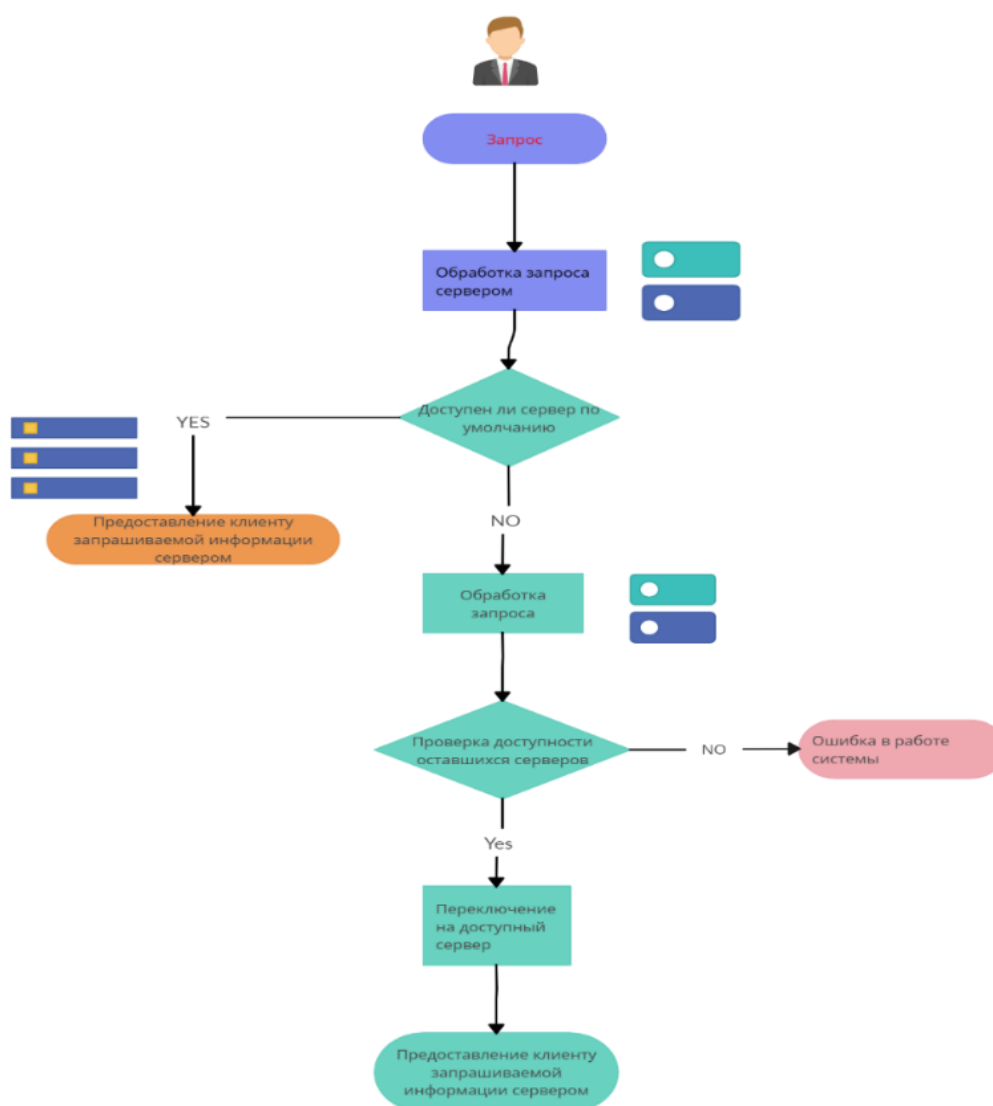 Запрос
Обработка запроса
сервером
Доступен ли сервер по
умолчанию
YES
Предоставление клиенту
запрашиваемой информации
сервером
NO
Обработка
запроса
Проверка доступности
оставшихся серверов
NO
Ошибка в работе
системы
Yes
Переключение
на доступный
сервер
Предоставление клиенту
запрашиваемой
информации сервером